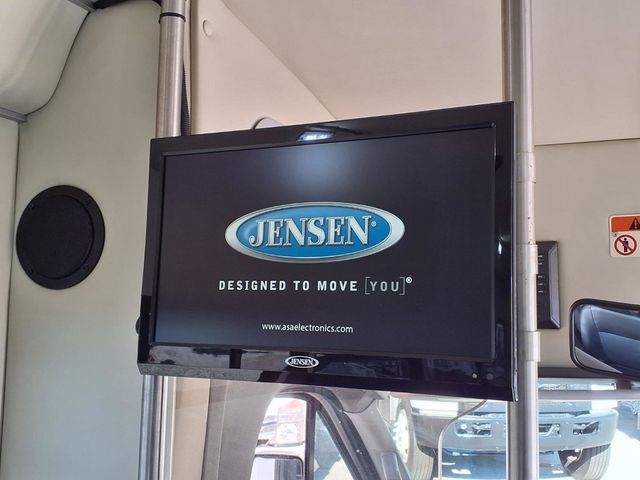 JENSEN®
DESIGNED TO MOVE [YOU]®
www.asaelectronics.com
JENSEN